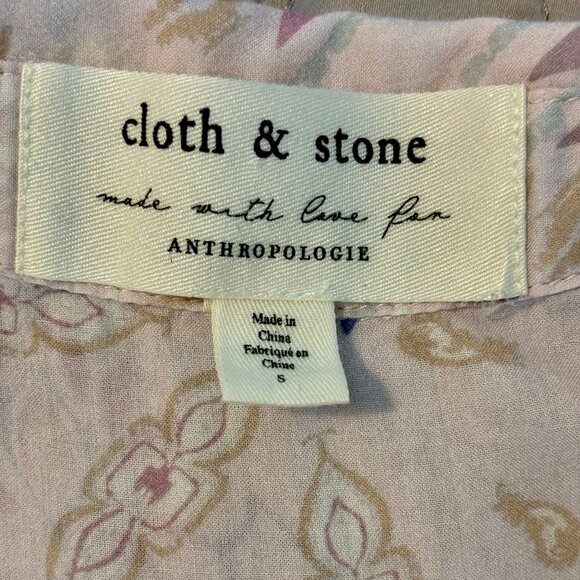 cloth & stone
made with love for
ANTHROPOLOGIE
Made in
China
Fabriqué en
Chine
S